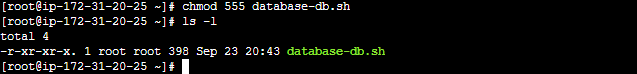 [root@ip-172-31-20-25 ~]# chmod 555 database-db.sh
[root@ip-172-31-20-25 ~]# ls -l
total 4
-r-xr-xr-x. 1 root root 398 Sep 23 20:43 database-db.sh
[root@ip-172-31-20-25 ~]#